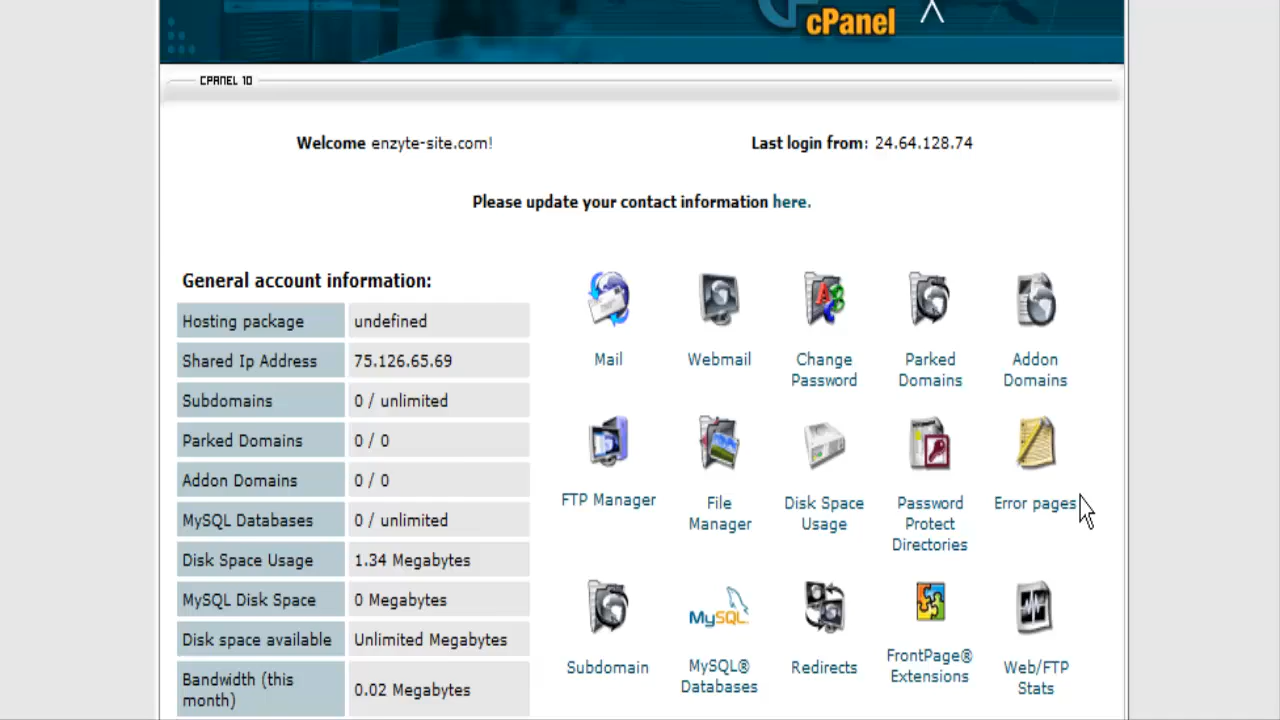 cPanel
CPANEL 10
Welcome enzyte-site.com!
Last login from: 24.64.128.74
Please update your contact information here.
General account information:
Hosting package undefined
Shared Ip Address 75.126.65.69
Subdomains 0 / unlimited
Parked Domains 0 / 0
Addon Domains 0 / 0
MySQL Databases 0 / unlimited
Disk Space Usage 1.34 Megabytes
MySQL Disk Space 0 Megabytes
Disk space available Unlimited Megabytes
Bandwidth (this
month) 0.02 Megabytes
Mail
Webmail
Change
Password
Parked
Domains
Addon
Domains
FTP Manager
File
Manager
Disk Space
Usage
Password
Protect
Directories
Error pages
Subdomain
MySQL
MySQL®
Databases
Redirects
FrontPage®
Extensions
Web/FTP
Stats